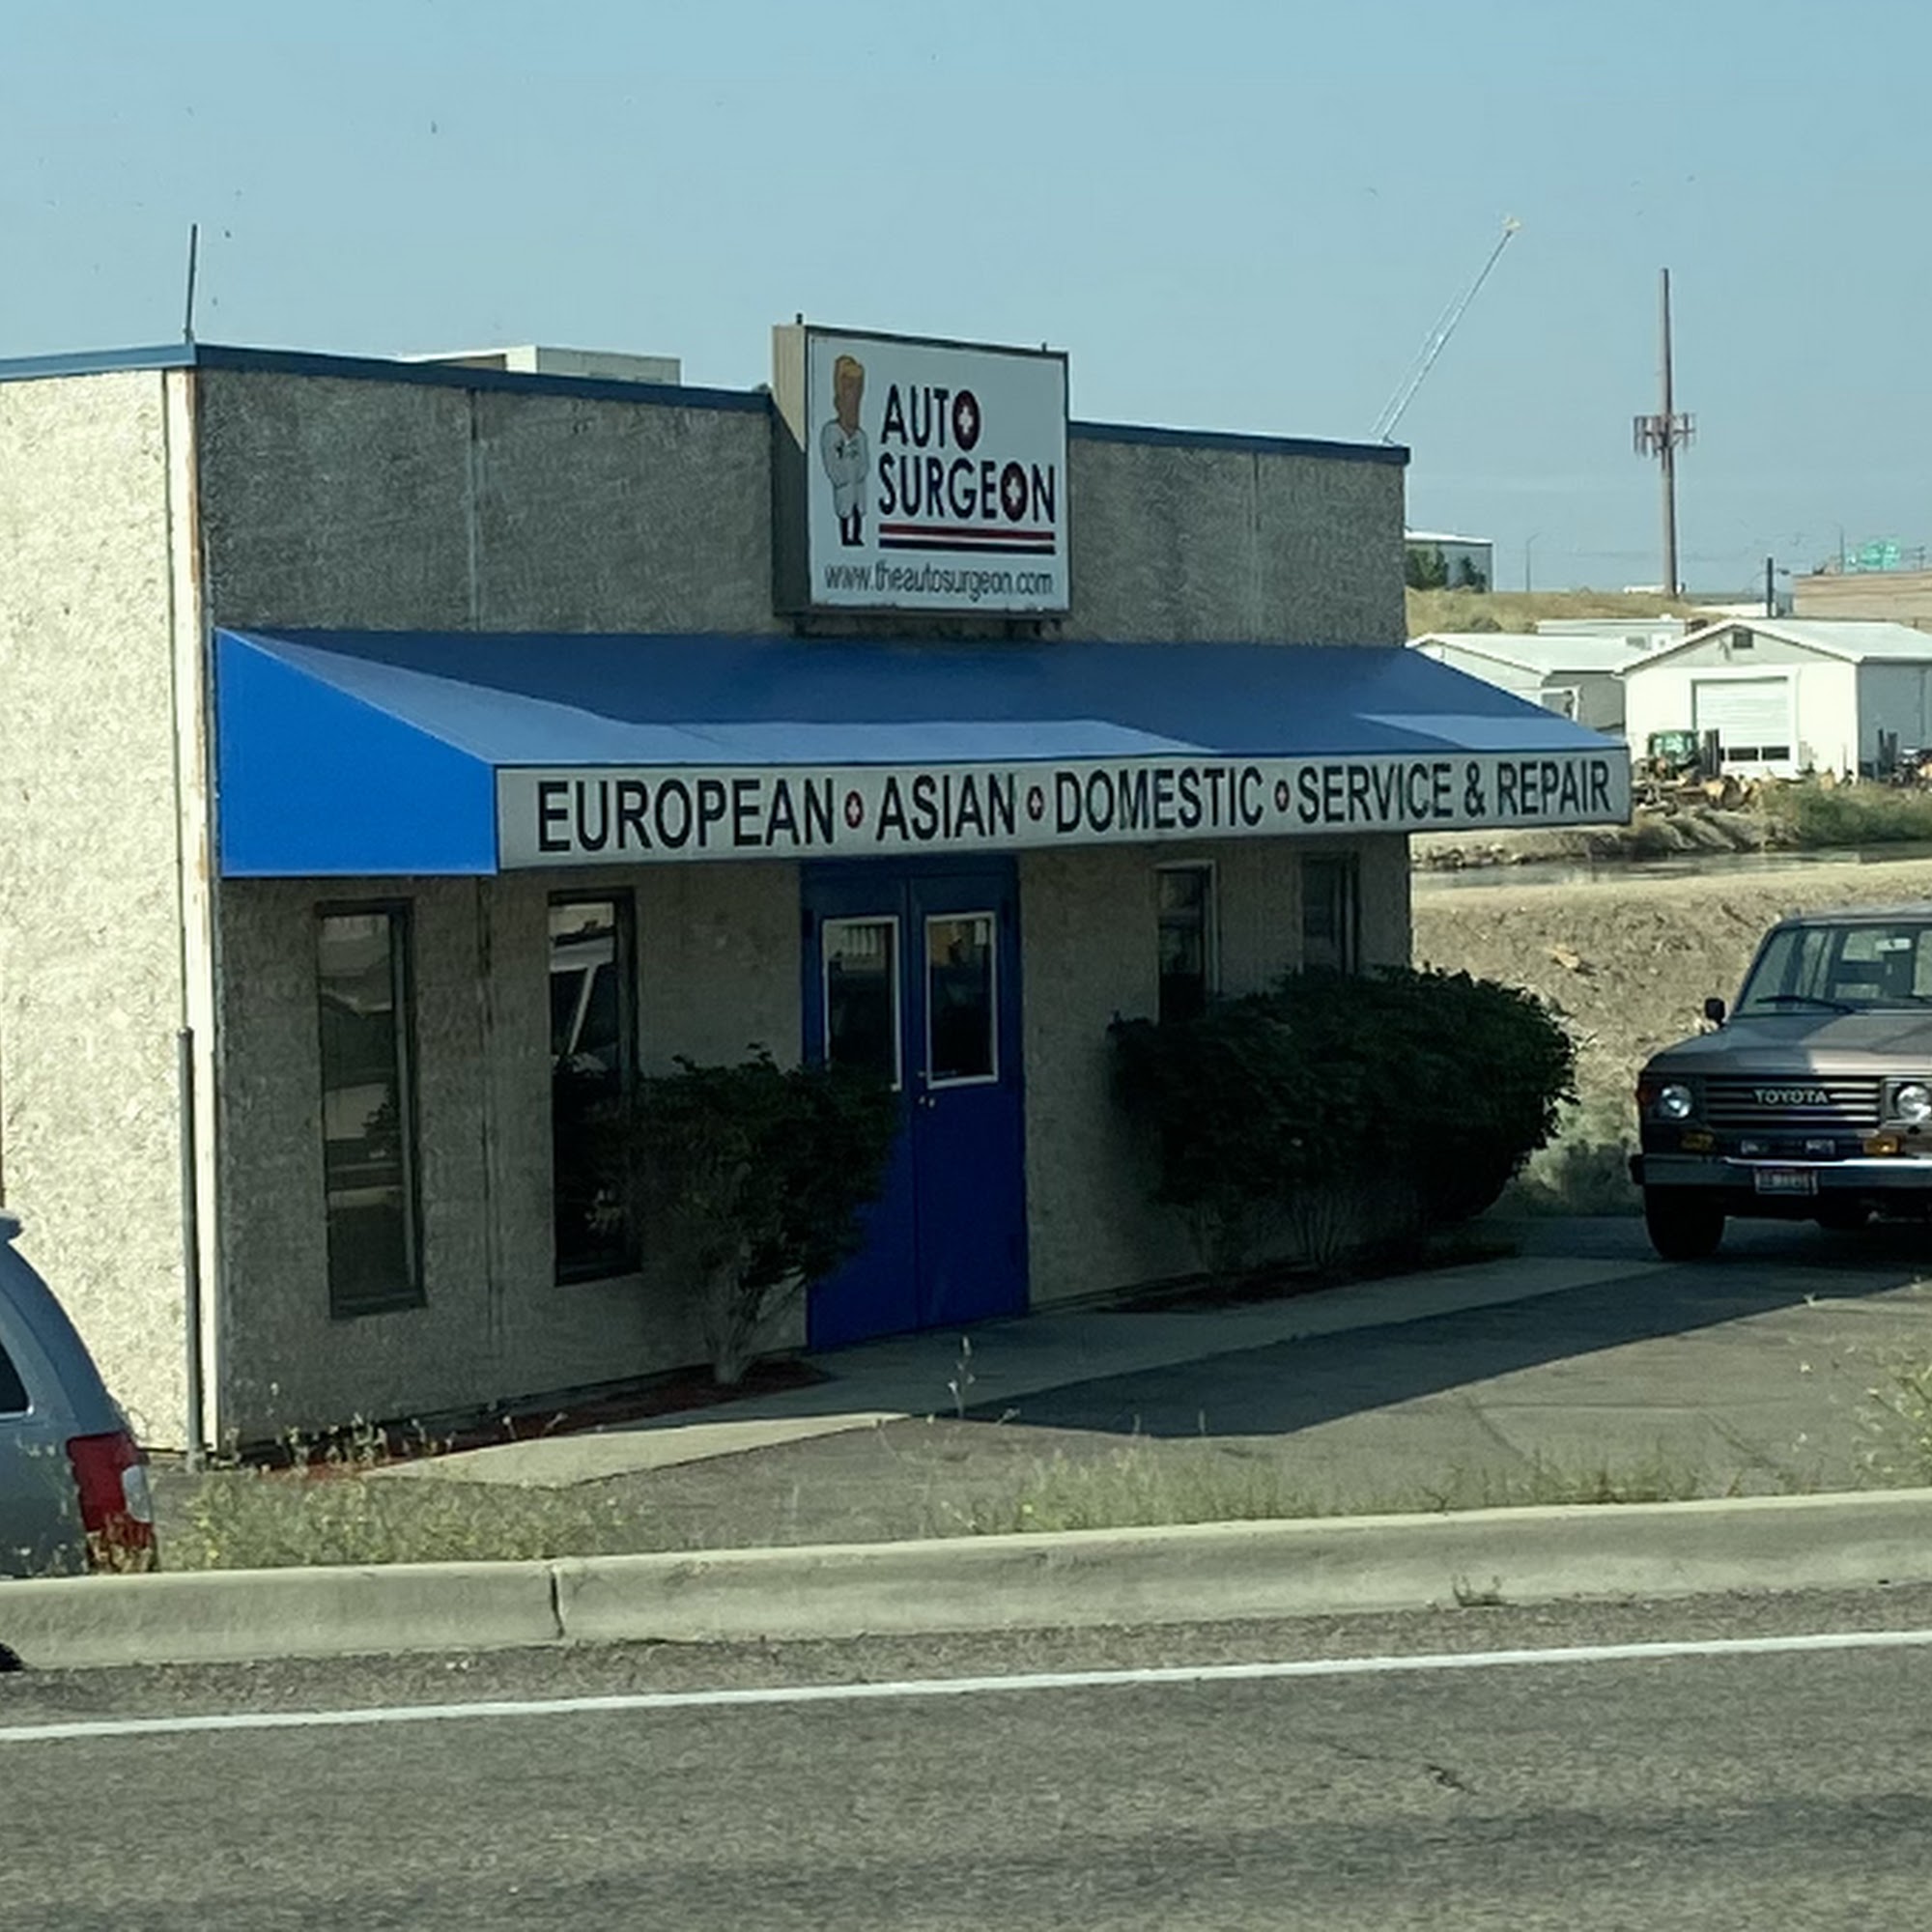 AUTO
SURGEON
www.theautosurgeon.com
EUROPEAN • ASIAN • DOMESTIC • SERVICE & REPAIR
TOYOTA